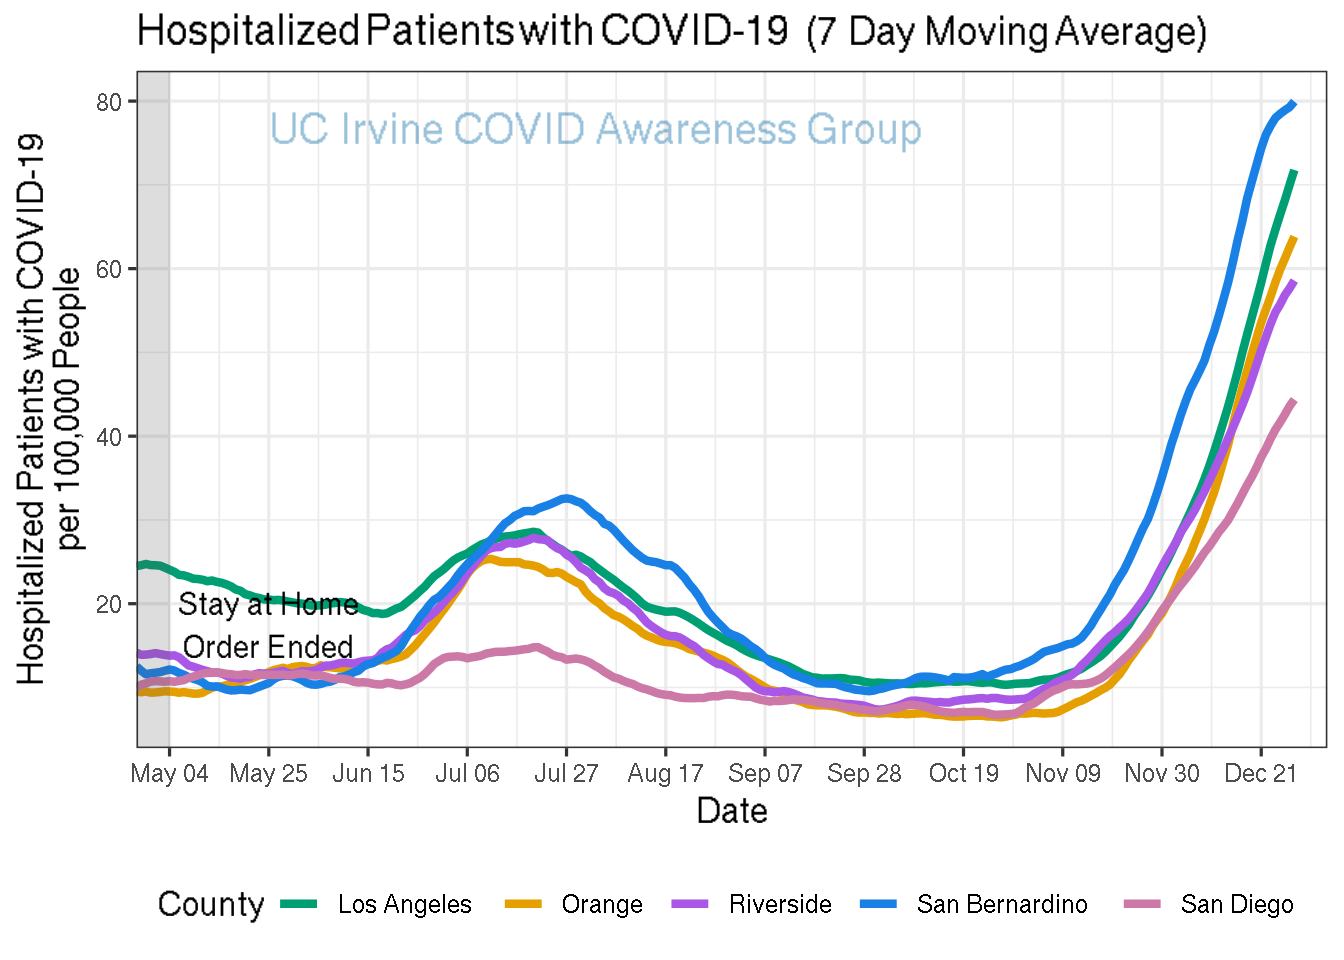 Hospitalized Patients with COVID-19 (7 Day Moving Average)
UC Irvine COVID Awareness Group
Hospitalized Patients with COVID-19
per 100,000 People
80
60
40
20
Stay at Home
Order Ended
May 04 May 25 Jun 15 Jul 06 Jul 27 Aug 17 Sep 07 Sep 28 Oct 19 Nov 09 Nov 30 Dec 21
Date
County Los Angeles Orange Riverside San Bernardino San Diego